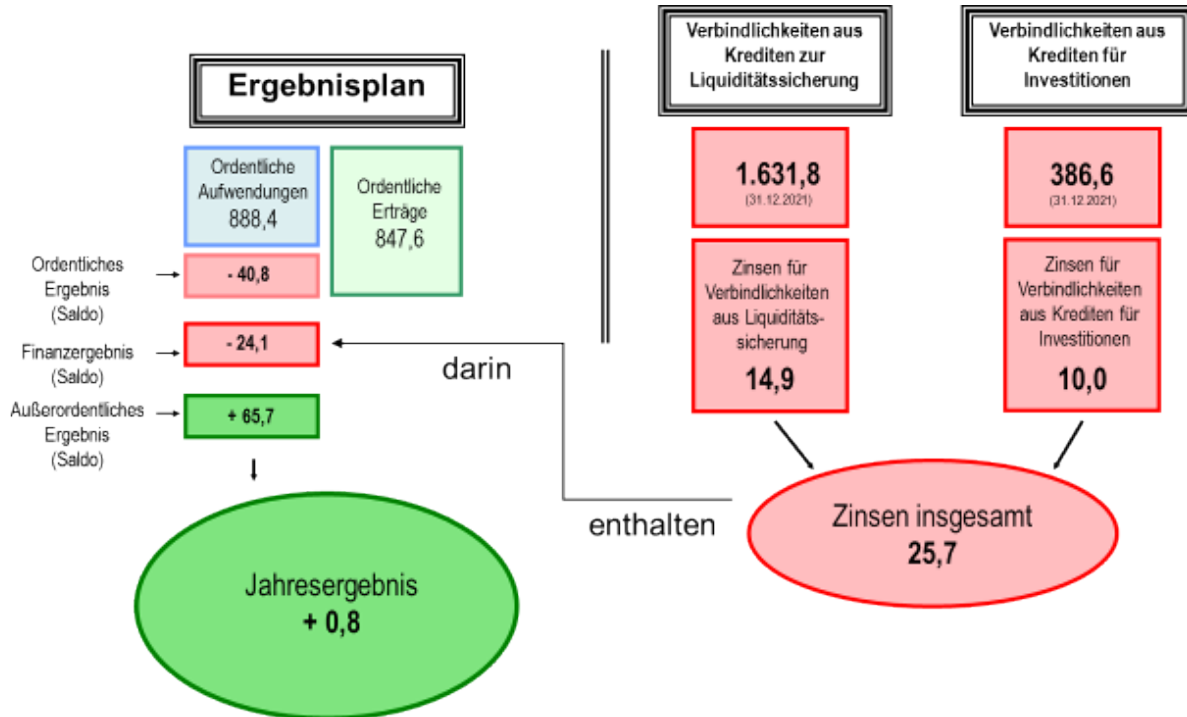 Ergebnisplan
Ordentliche
Aufwendungen
888,4
Ordentliche
Erträge
847,6
Ordentliches
Ergebnis
(Saldo)
- 40,8
Finanzergebnis
(Saldo)
- 24,1
Außerordentliches
Ergebnis
(Saldo)
+ 65,7
Jahresergebnis
+ 0,8
darin
enthalten
Verbindlichkeiten aus
Krediten zur
Liquiditätssicherung
1.631,8
(31.12.2021)
Zinsen für
Verbindlichkeiten
aus Liquiditäts-
sicherung
14,9
Verbindlichkeiten aus
Krediten für
Investitionen
386,6
(31.12.2021)
Zinsen für
Verbindlichkeiten
aus Krediten für
Investitionen
10,0
Zinsen insgesamt
25,7